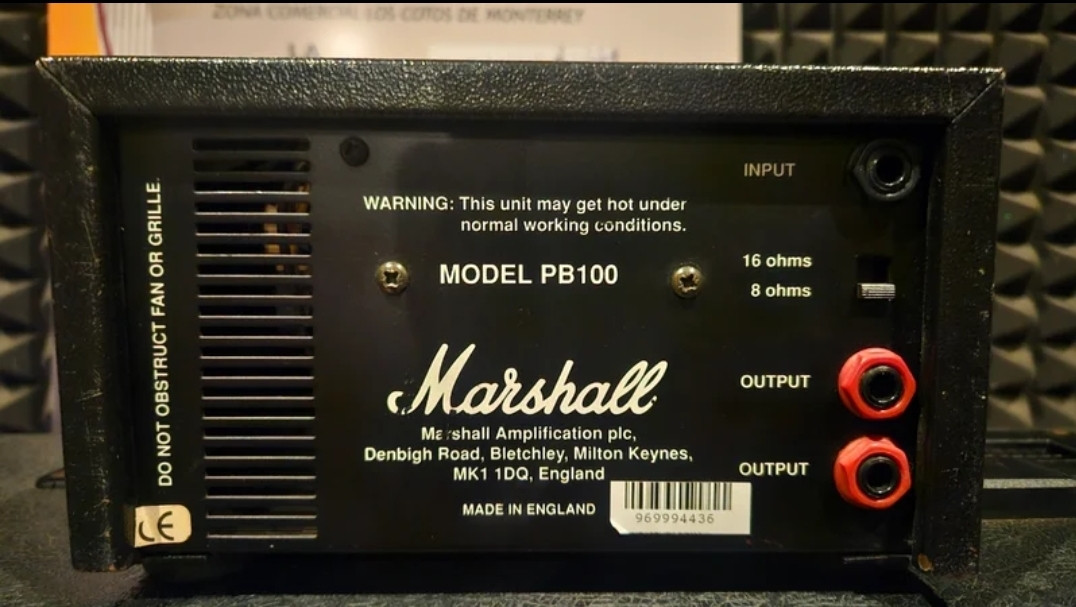 ZONA COMERCIAL LOS COTOS DE MONTERREY
DO NOT OBSTRUCT FAN OR GRILLE.
WARNING: This unit may get hot under
normal working conditions.
MODEL PB100
Marshall
Marshall Amplification plc,
Denbigh Road, Bletchley, Milton Keynes,
MK1 1DQ, England
MADE IN ENGLAND
969994436
CE
INPUT
16 ohms
8 ohms
OUTPUT
OUTPUT